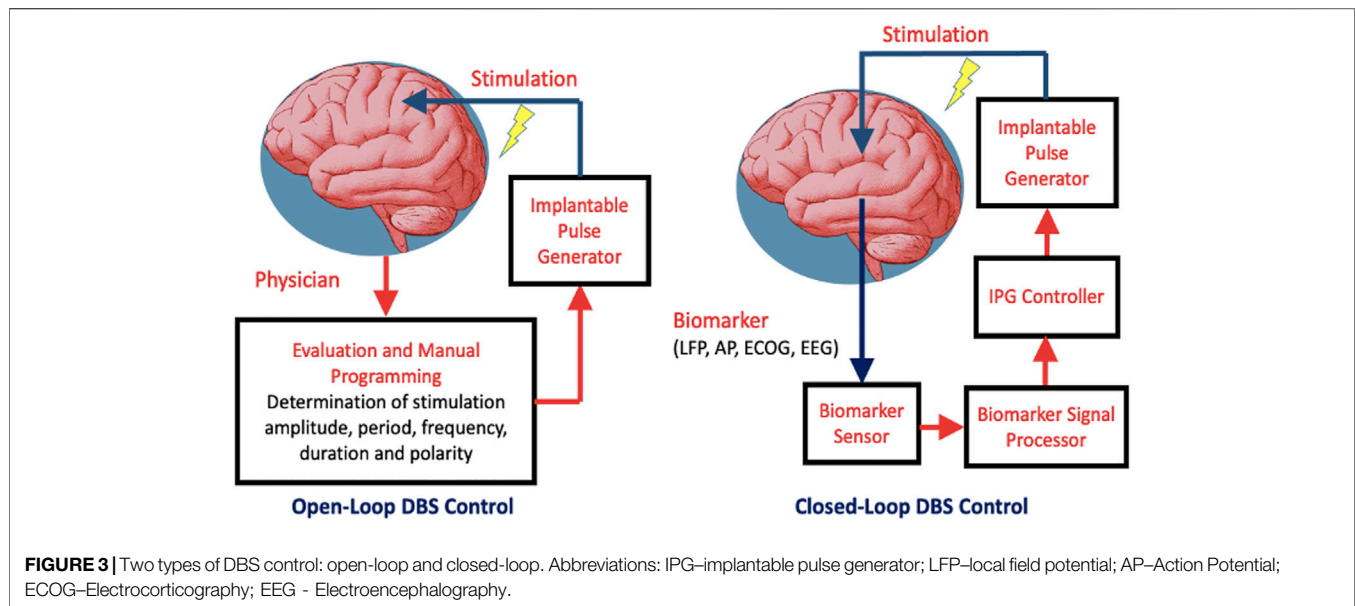 Stimulation
Implantable
Pulse
Generator
Physician
Evaluation and Manual
Programming
Determination of stimulation
amplitude, period, frequency,
duration and polarity
Open-Loop DBS Control
Stimulation
Implantable
Pulse
Generator
IPG Controller
Biomarker
(LFP, AP, ECOG, EEG)
Biomarker
Sensor
Biomarker Signal
Processor
Closed-Loop DBS Control
FIGURE 3 | Two types of DBS control: open-loop and closed-loop. Abbreviations: IPG–implantable pulse generator; LFP–local field potential; AP–Action Potential;
ECOG–Electrocorticography; EEG - Electroencephalography.